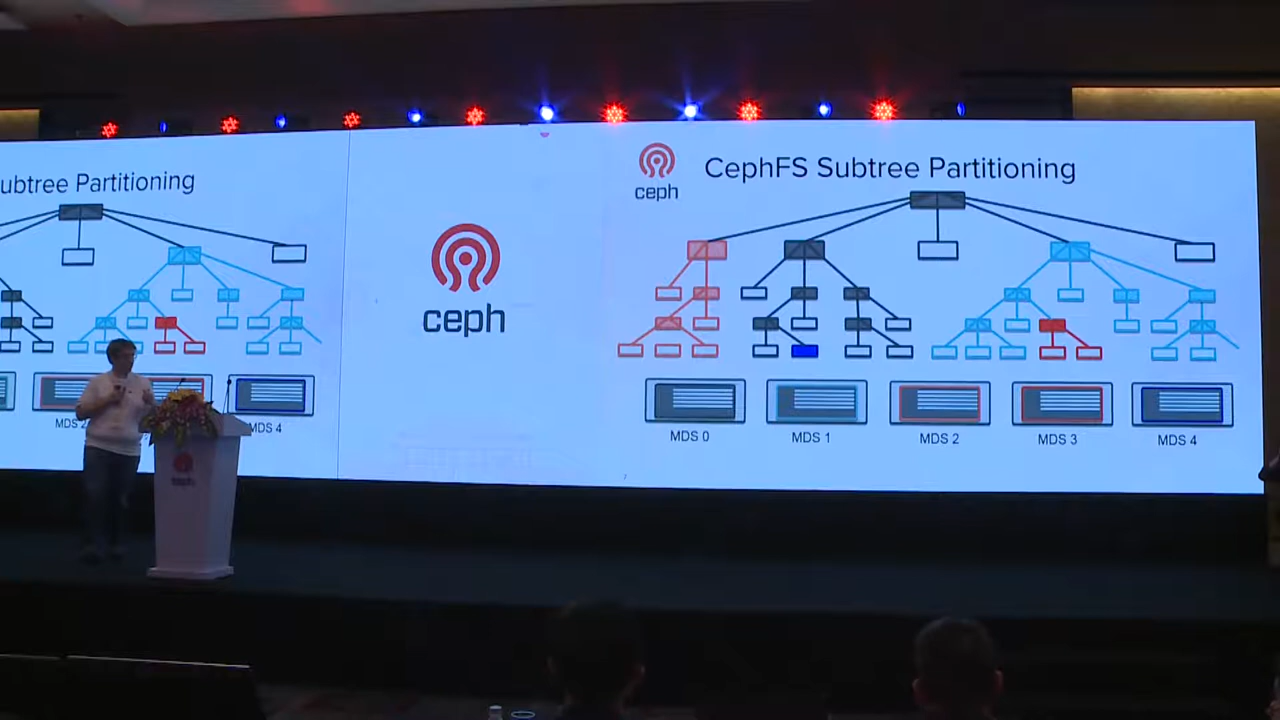 ubtree Partitioning
MDS 4
ceph
ceph
CephFS Subtree Partitioning
MDS 0
MDS 1
MDS 2
MDS 3
MDS 4
ceph